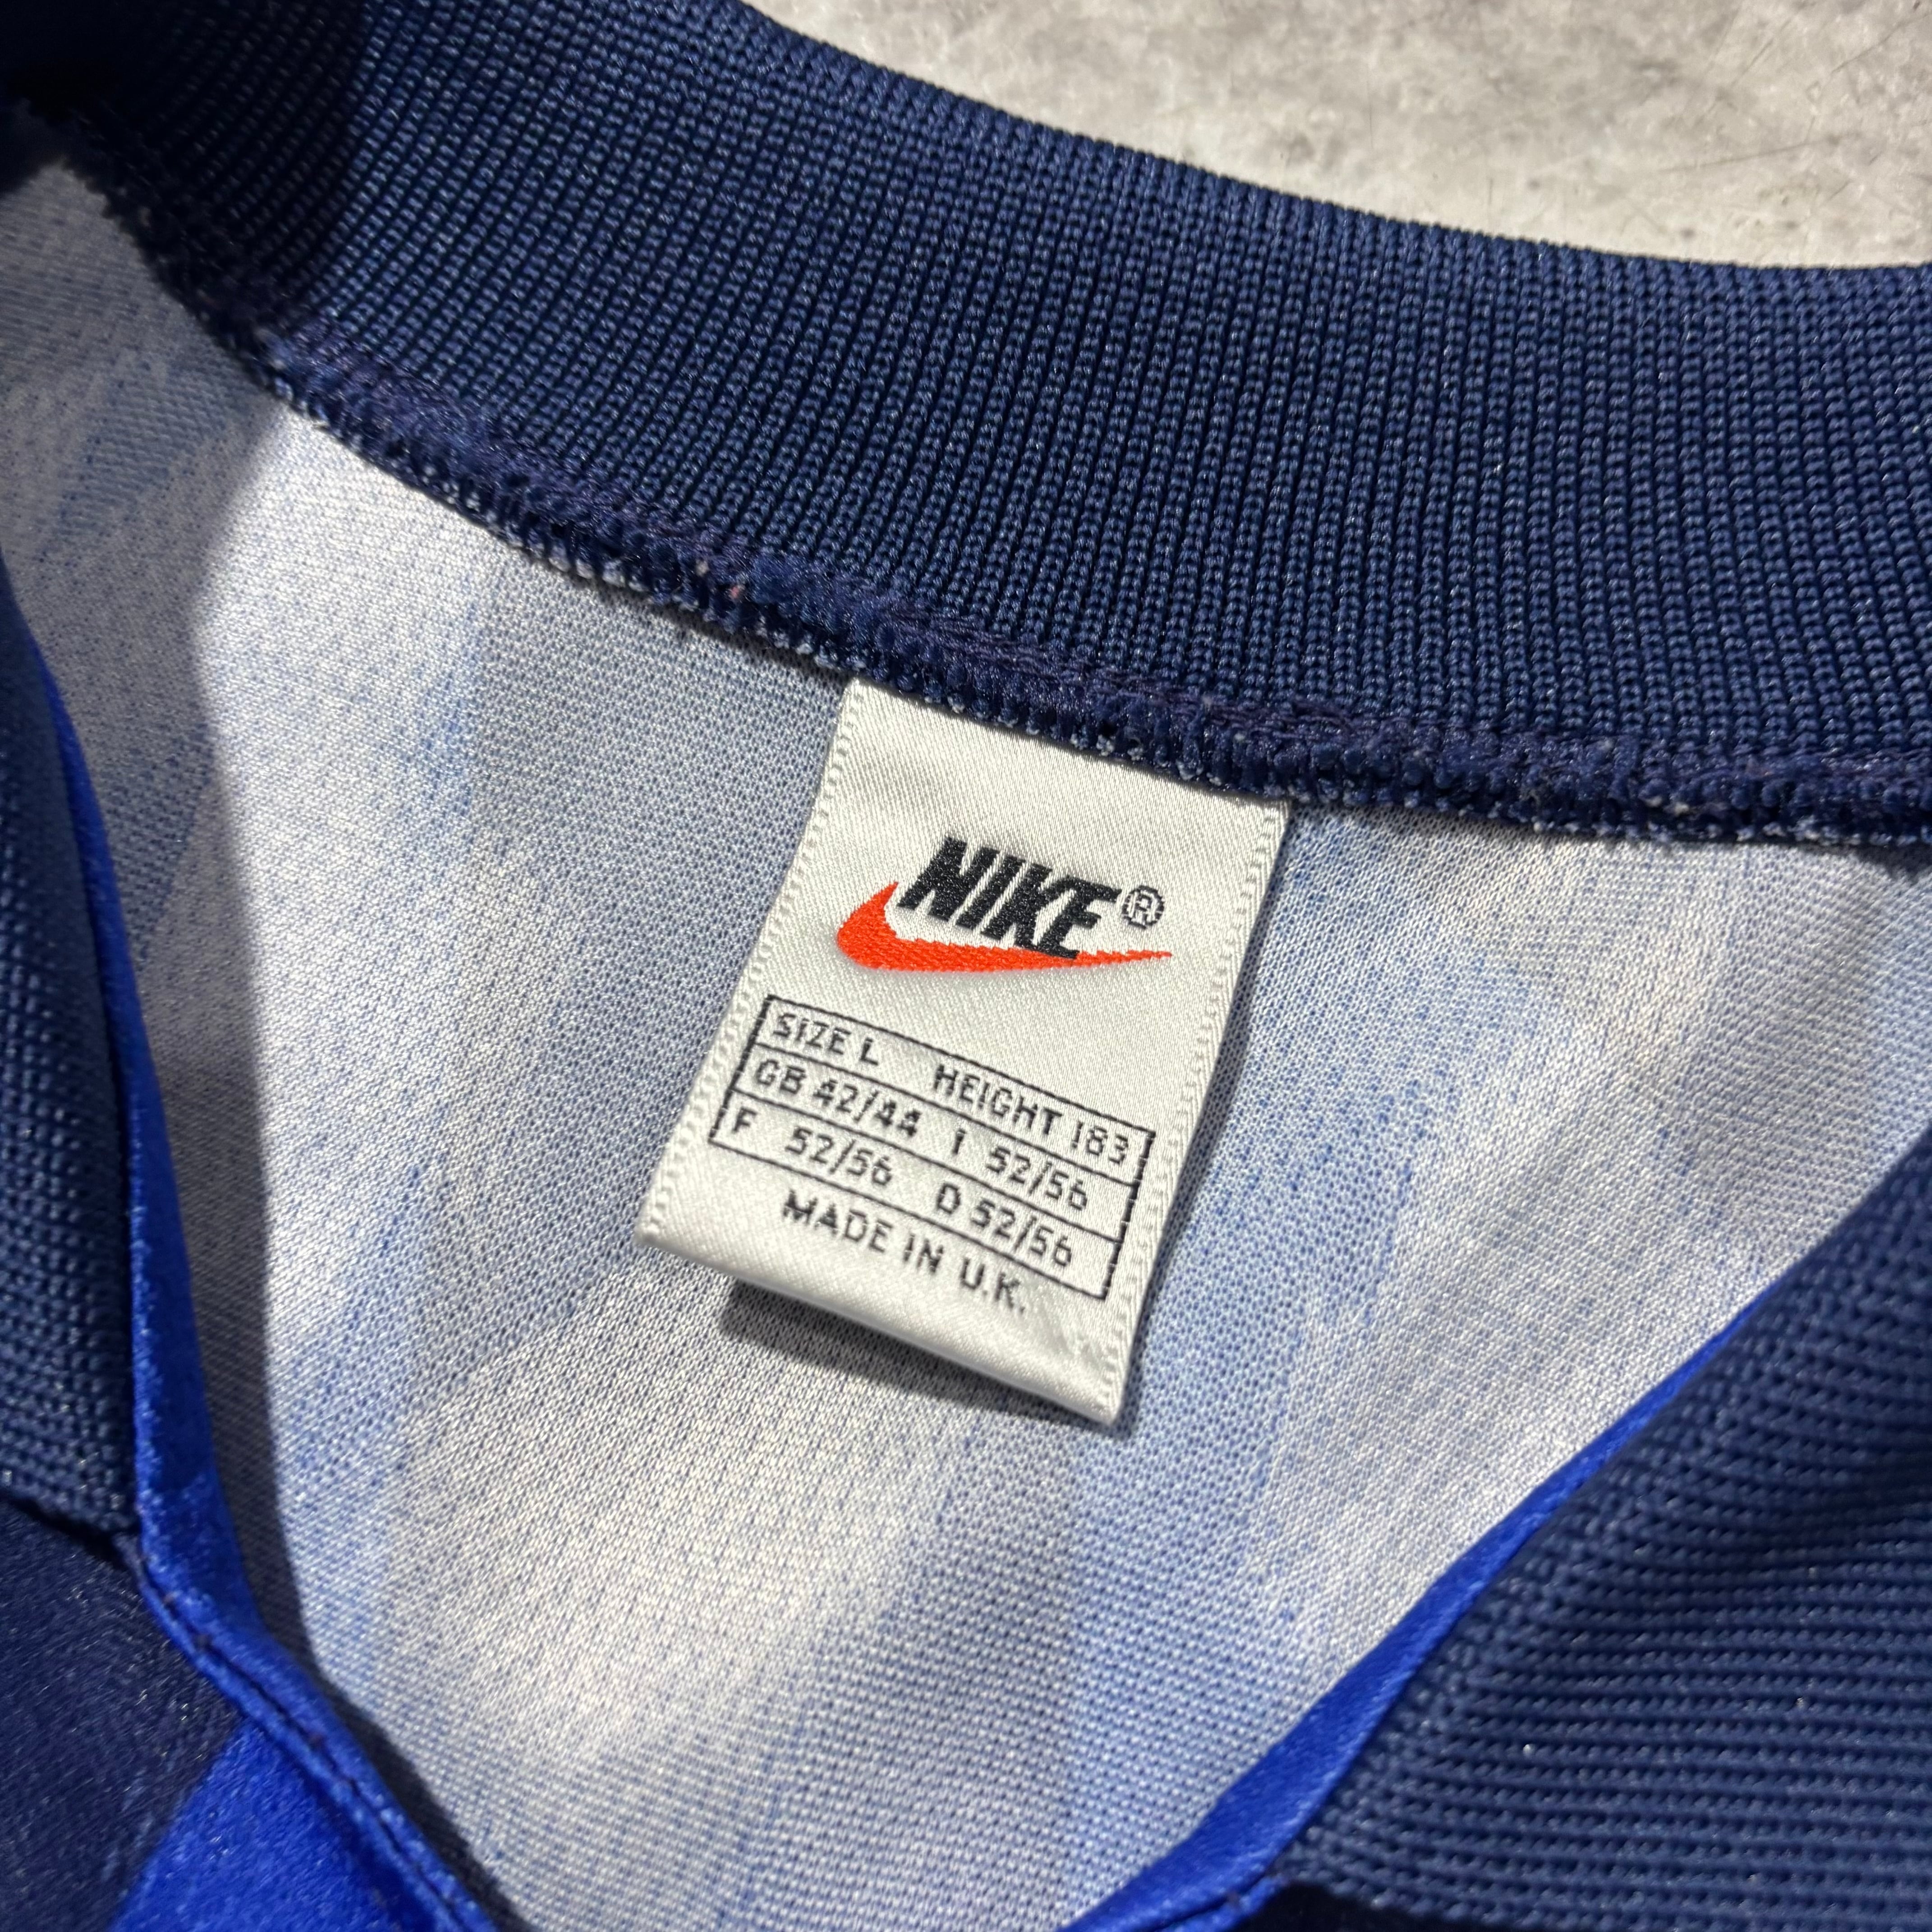 NIKE®
SIZE L HEIGHT 183
GB 42/44 I 52/56
F 52/56 D 52/56
MADE IN U.K.